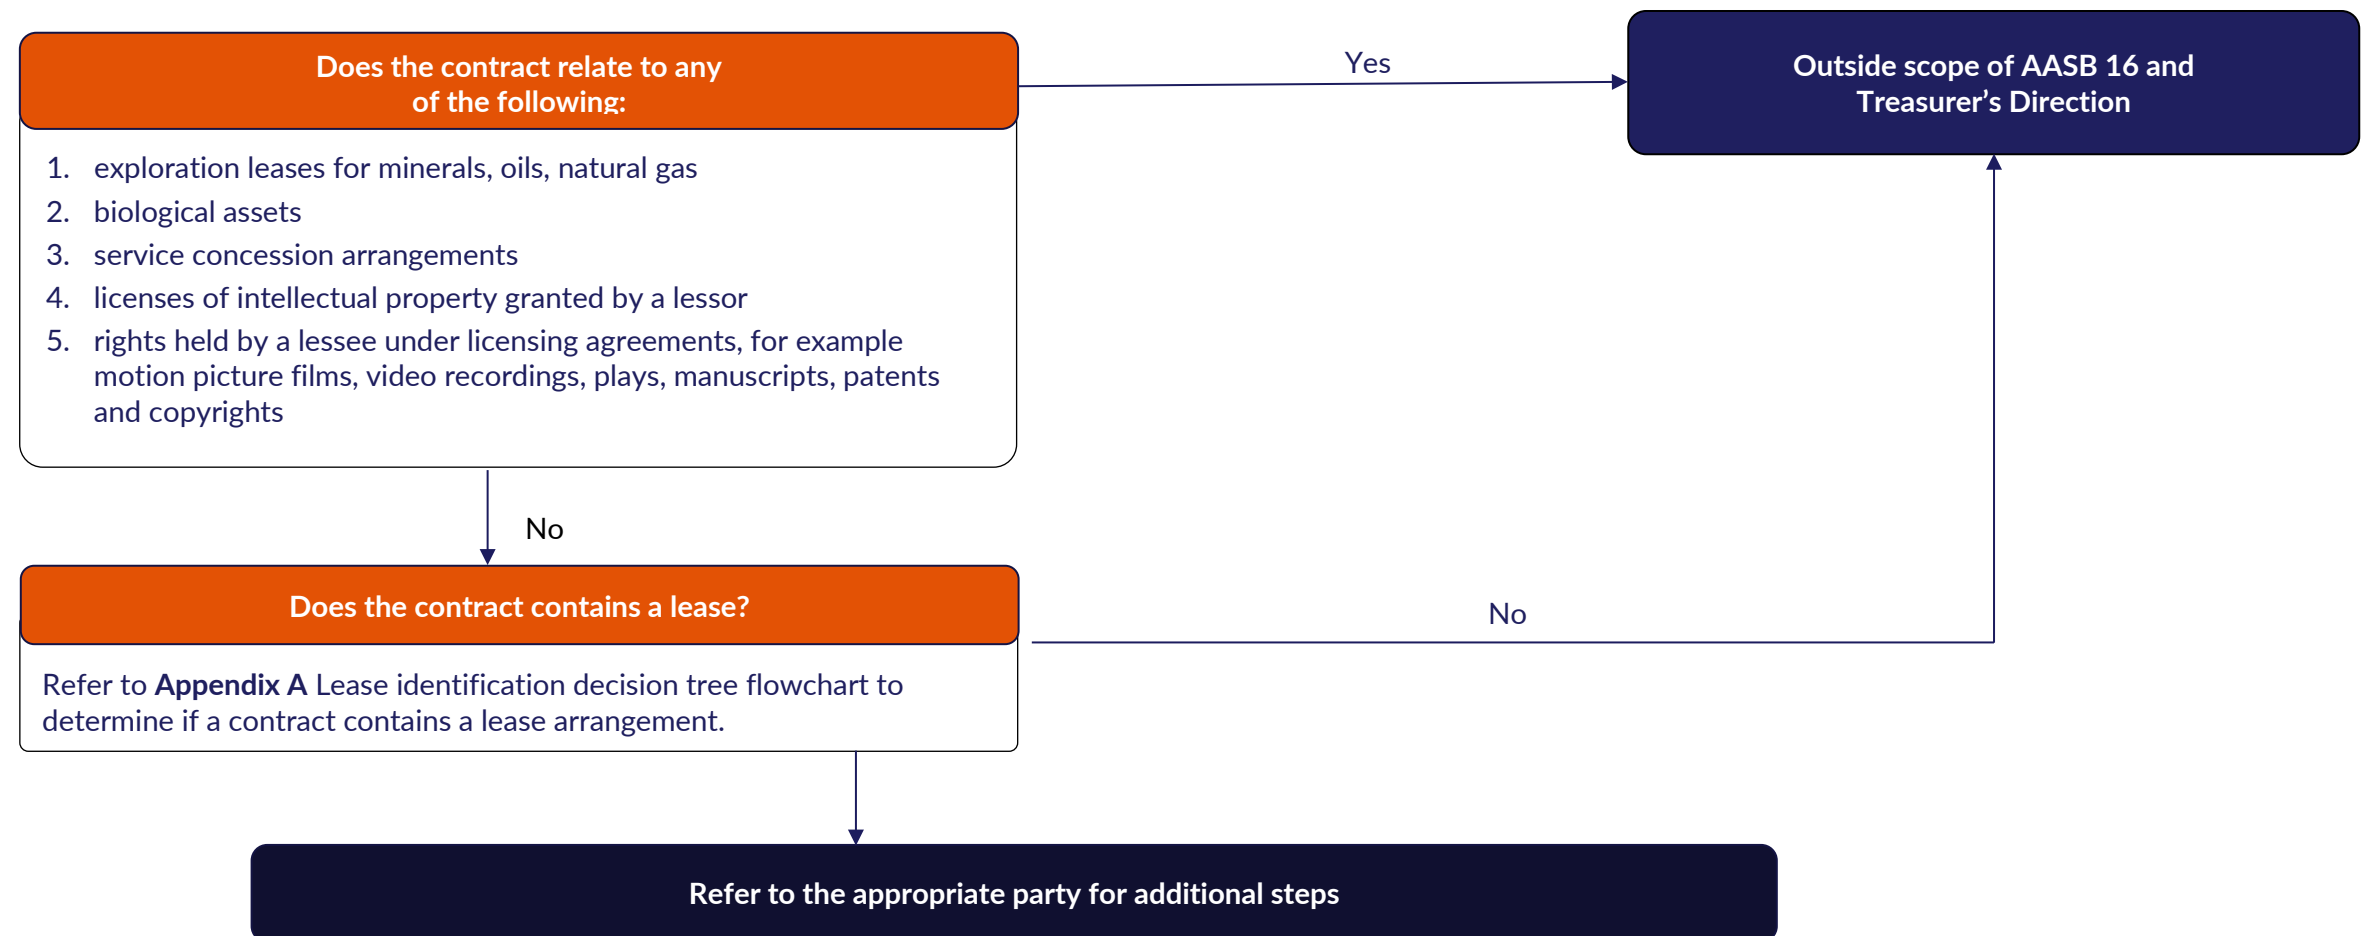 Does the contract relate to any
of the following:
Yes
Outside scope of AASB 16 and
Treasurer’s Direction
1. exploration leases for minerals, oils, natural gas
2. biological assets
3. service concession arrangements
4. licenses of intellectual property granted by a lessor
5. rights held by a lessee under licensing agreements, for example
motion picture films, video recordings, plays, manuscripts, patents
and copyrights
No
Does the contract contains a lease?
No
Refer to Appendix A Lease identification decision tree flowchart to
determine if a contract contains a lease arrangement.
Refer to the appropriate party for additional steps